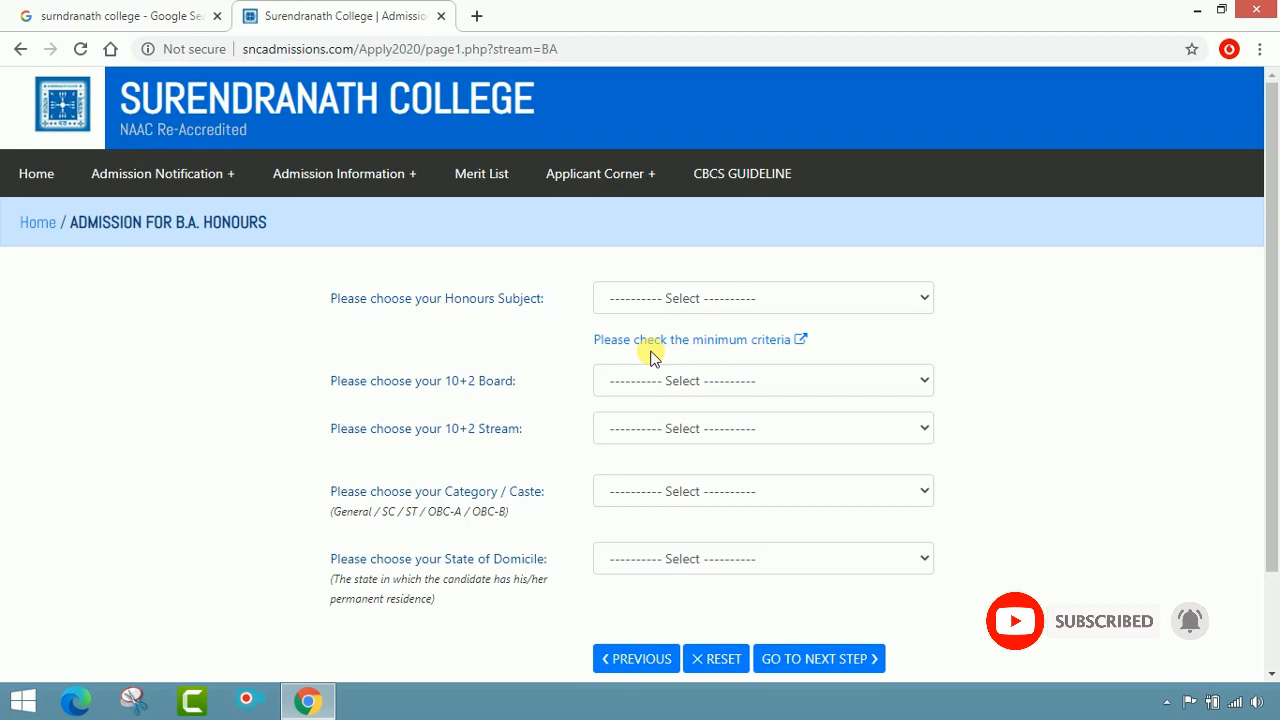 surndranath college - Google Sea
Surendranath College | Admissio
Not secure
sncadmissions.com/Apply2020/page1.php?stream=BA
SURENDRANATH COLLEGE
NAAC Re-Accredited
Home
Admission Notification +
Admission Information +
Merit List
Applicant Corner +
CBCS GUIDELINE
Home / ADMISSION FOR B.A. HONOURS
Please choose your Honours Subject:
---------- Select ----------
Please check the minimum criteria
Please choose your 10+2 Board:
---------- Select ----------
Please choose your 10+2 Stream:
---------- Select ----------
Please choose your Category / Caste:
---------- Select ----------
(General / SC / ST / OBC-A / OBC-B)
Please choose your State of Domicile:
---------- Select ----------
(The state in which the candidate has his/her
permanent residence)
SUBSCRIBED
PREVIOUS
RESET
GO TO NEXT STEP